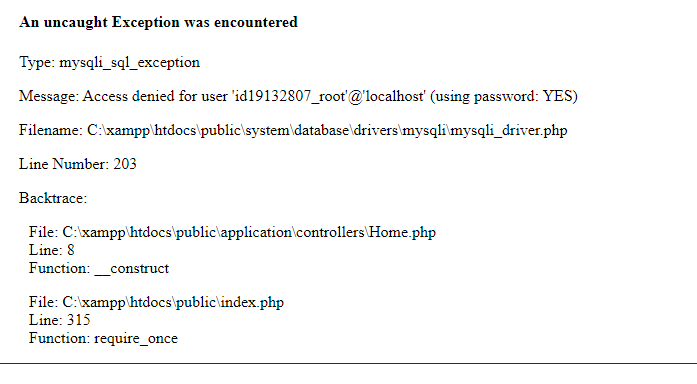 An uncaught Exception was encountered
Type: mysqli_sql_exception
Message: Access denied for user 'id19132807_root'@'localhost' (using password: YES)
Filename: C:\xampp\htdocs\public\system\database\drivers\mysqli\mysqli_driver.php
Line Number: 203
Backtrace:
File: C:\xampp\htdocs\public\application\controllers\Home.php
Line: 8
Function: __construct
File: C:\xampp\htdocs\public\index.php
Line: 315
Function: require_once